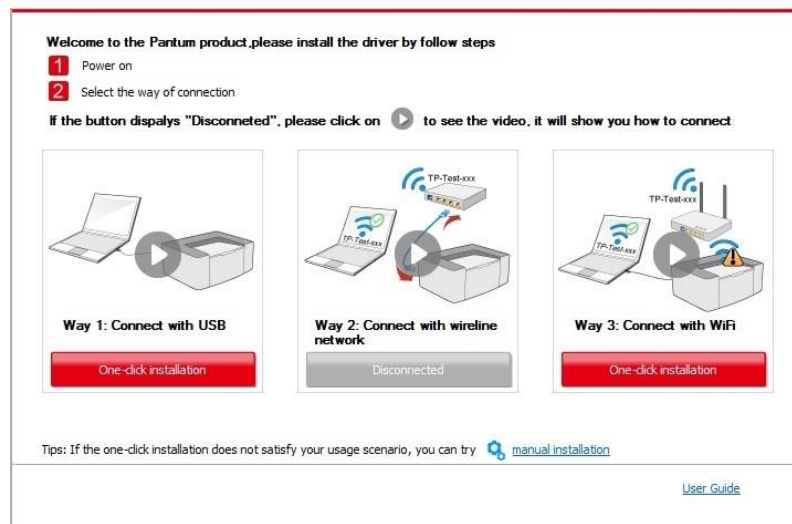 Welcome to the Pantum product,please install the driver by follow steps
1 Power on
2 Select the way of connection
If the button dispalys "Disconneted", please click on to see the video, it will show you how to connect
TP-Test-xxx
TP-Test-xxx
TP-Test-xxx
TP-Test-xxx
Way 1: Connect with USB
Way 2: Connect with wireline
network
Way 3: Connect with WiFi
One-click installation
Disconnected
One-click installation
Tips: If the one-click installation does not satisfy your usage scenario, you can try manual installation
User Guide